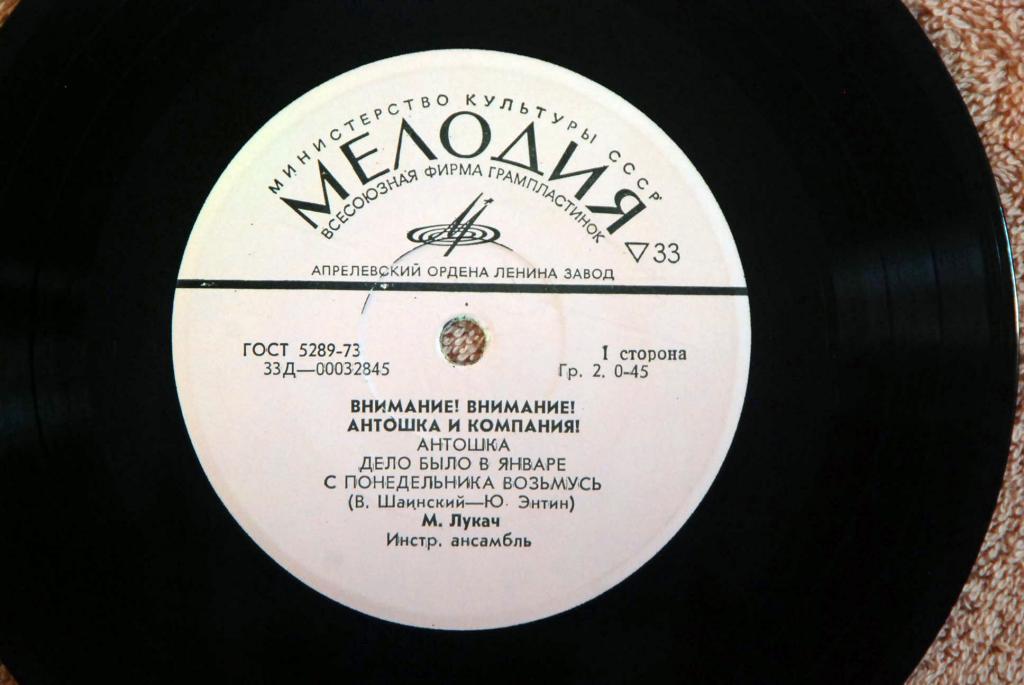 МИНИСТЕРСТВО КУЛЬТУРЫ СССР
МЕЛОДИЯ
ВСЕСОЮЗНАЯ ФИРМА ГРАМПЛАСТИНОК
▽33
АПРЕЛЕВСКИЙ ОРДЕНА ЛЕНИНА ЗАВОД
ГОСТ 5289-73
33Д—00032845
I сторона
Гр. 2. 0-45
ВНИМАНИЕ! ВНИМАНИЕ!
АНТОШКА И КОМПАНИЯ!
АНТОШКА
ДЕЛО БЫЛО В ЯНВАРЕ
С ПОНЕДЕЛЬНИКА ВОЗЬМУСЬ
(В. Шаинский—Ю. Энтин)
М. Лукач
Инстр. ансамбль